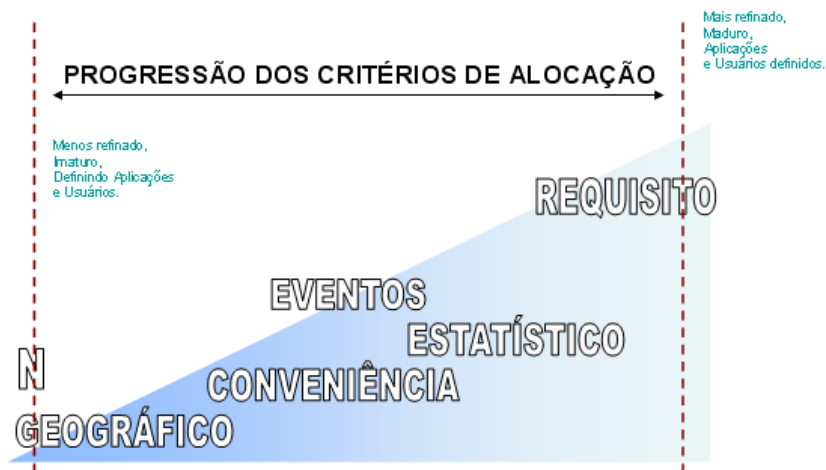 Mais refinado,
Maduro,
Aplicações
e Usuários definidos.
PROGRESSÃO DOS CRITÉRIOS DE ALOCAÇÃO
Menos refinado,
Imaturo,
Definindo Aplicações
e Usuários.
REQUISITO
EVENTOS
ESTATÍSTICO
N
CONVENIÊNCIA
GEOGRÁFICO